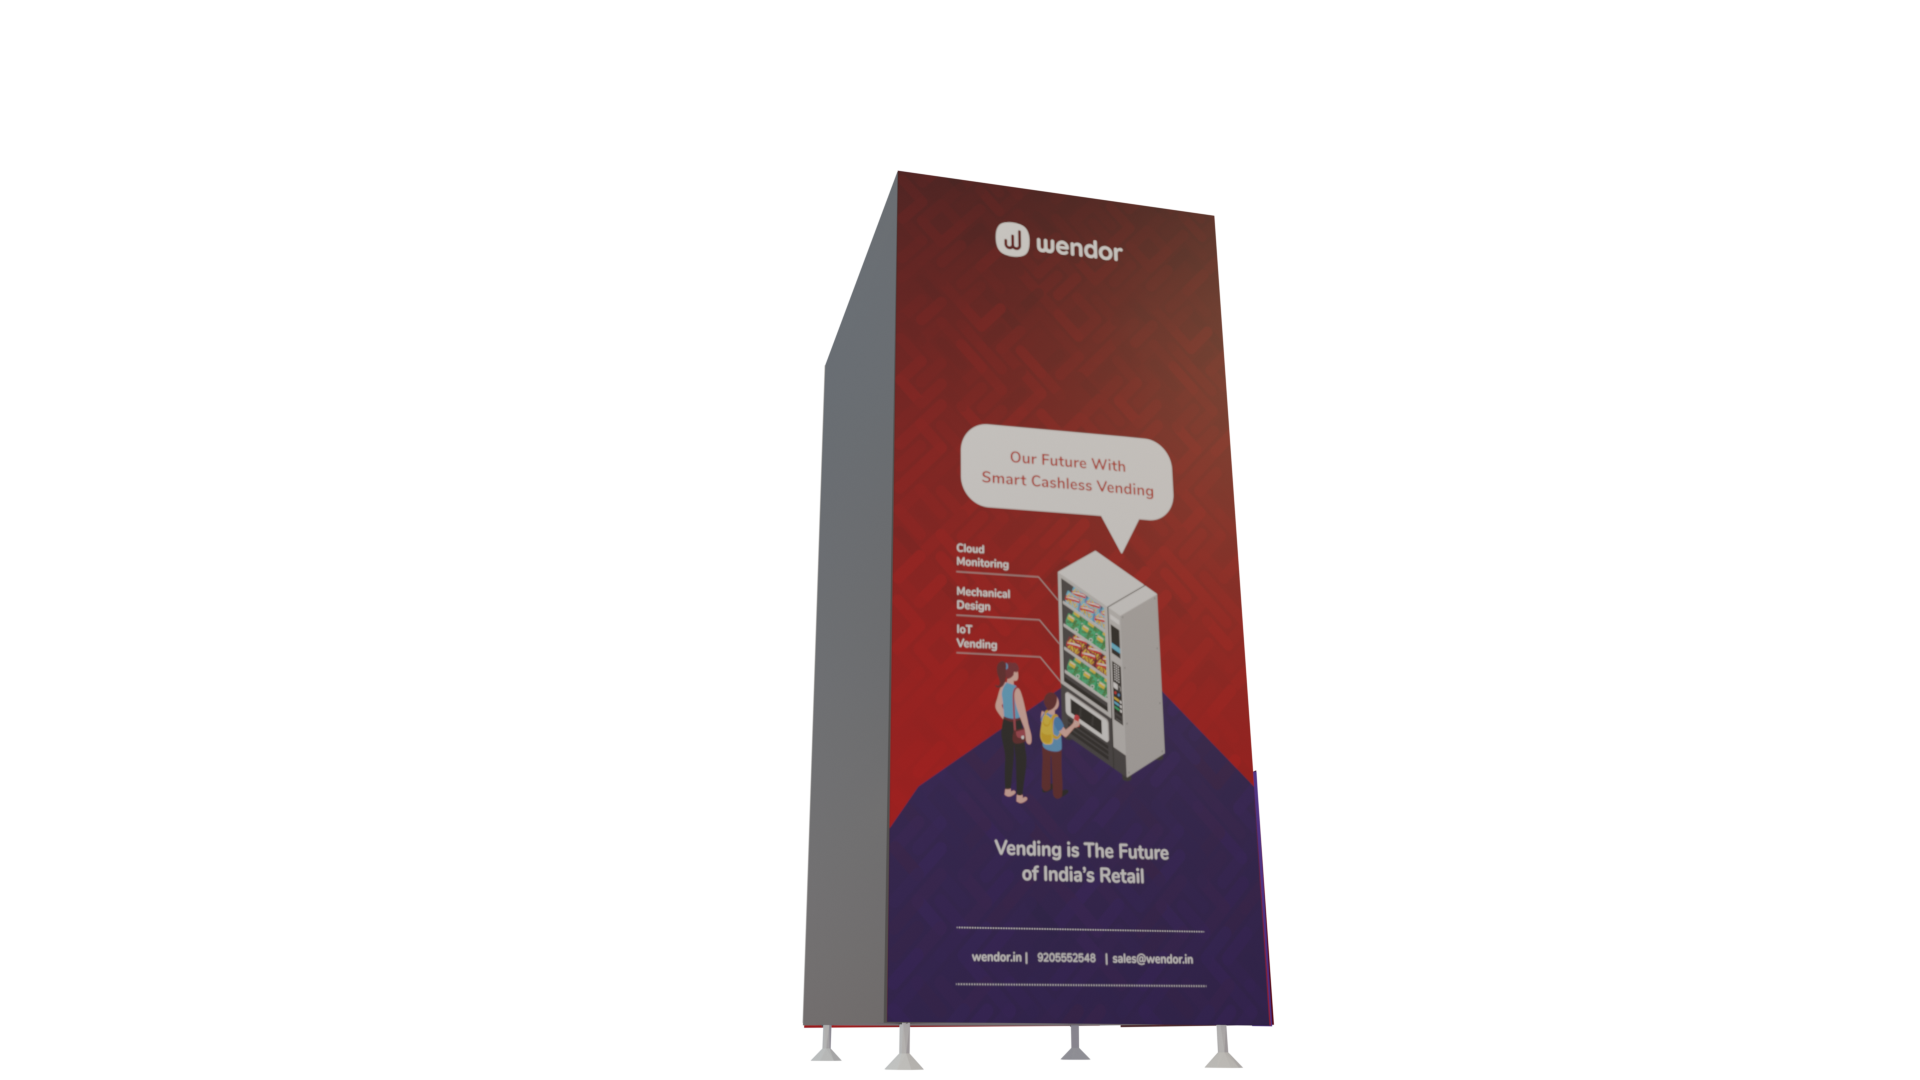 wendor
Our Future With
Smart Cashless Vending
Cloud
Monitoring
Mechanical
Design
IoT
Vending
Vending is The Future
of India's Retail
wendor.in | 9205552548 | sales@wendor.in